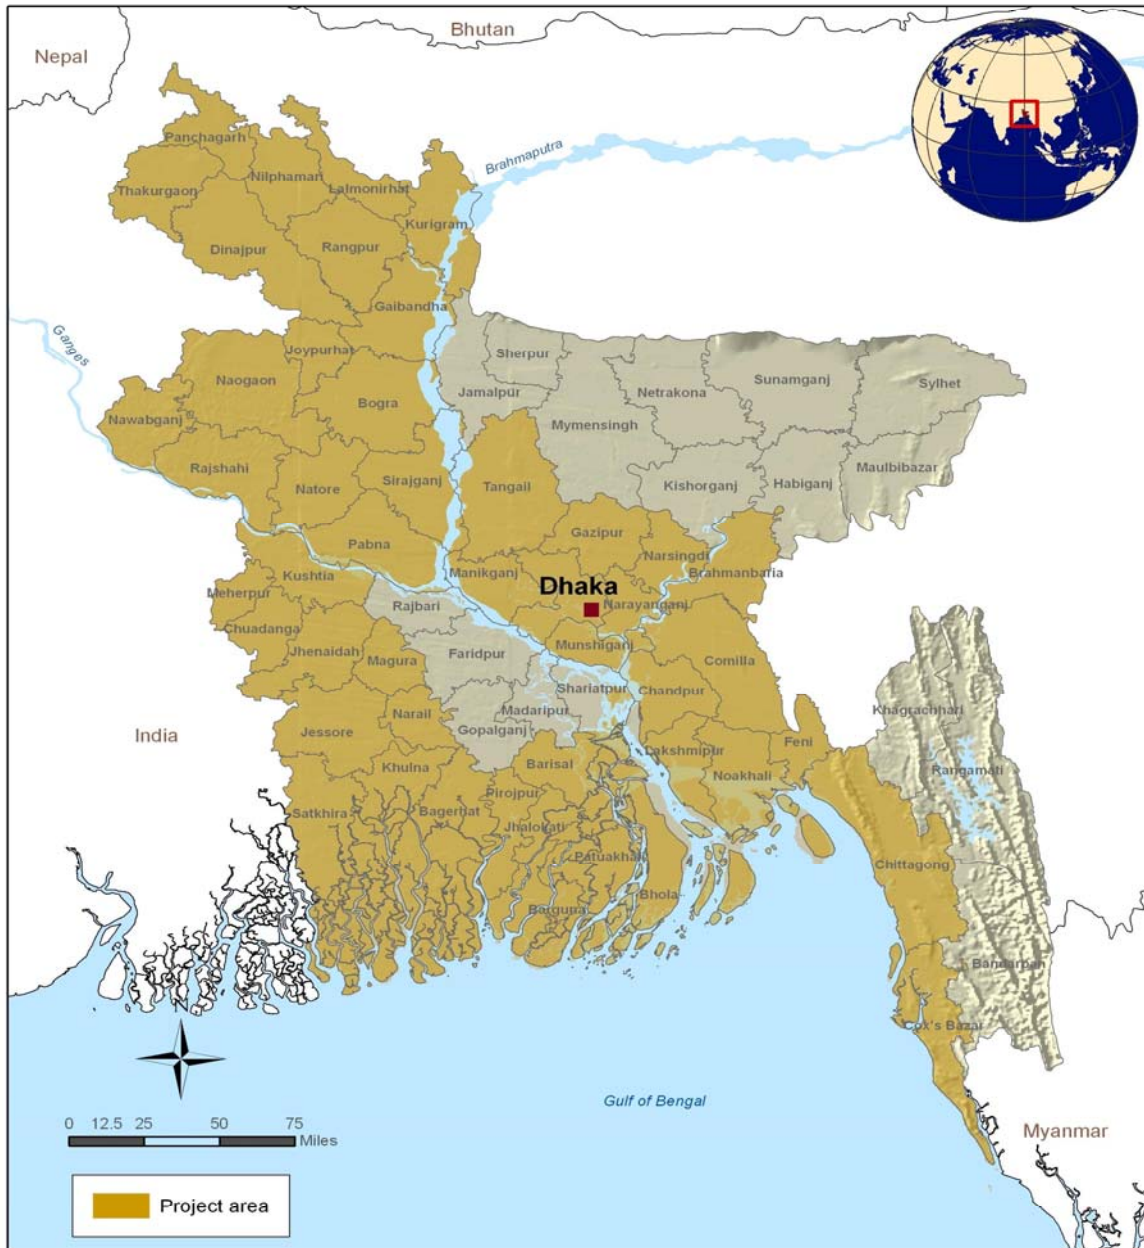 Bhutan
Nepal
Brahmaputra
Panchagarh
Nilphamari
Lalmonirhat
Thakurgaon
Kurigram
Dinajpur
Rangpur
Gaibandha
Ganges
Joypurhat
Sherpur
Naogaon
Jamalpur
Netrakona
Sunamganj
Sylhet
Bogra
Nawabganj
Mymensingh
Rajshahi
Natore
Sirajganj
Tangail
Kishorganj
Habiganj
Maulbibazar
Gazipur
Pabna
Narsingdi
Kushtia
Manikganj
Brahmanbaria
Dhaka
Meherpur
Rajbari
Narayanganj
Chuadanga
Jhenaidah
Magura
Faridpur
Munshiganj
Comilla
Shariatpur
Chandpur
Madaripur
Narail
Gopalganj
Khagrachhari
India
Jessore
Feni
Lakshmipur
Khulna
Barisal
Noakhali
Rangamati
Pirojpur
Satkhira
Bagerhat
Jhalokati
Patuakhali
Chittagong
Bhola
Barguna
Bandarpan
Cox's Bazar
N
Gulf of Bengal
0 12.5 25 50 75
Miles
Myanmar
Project area